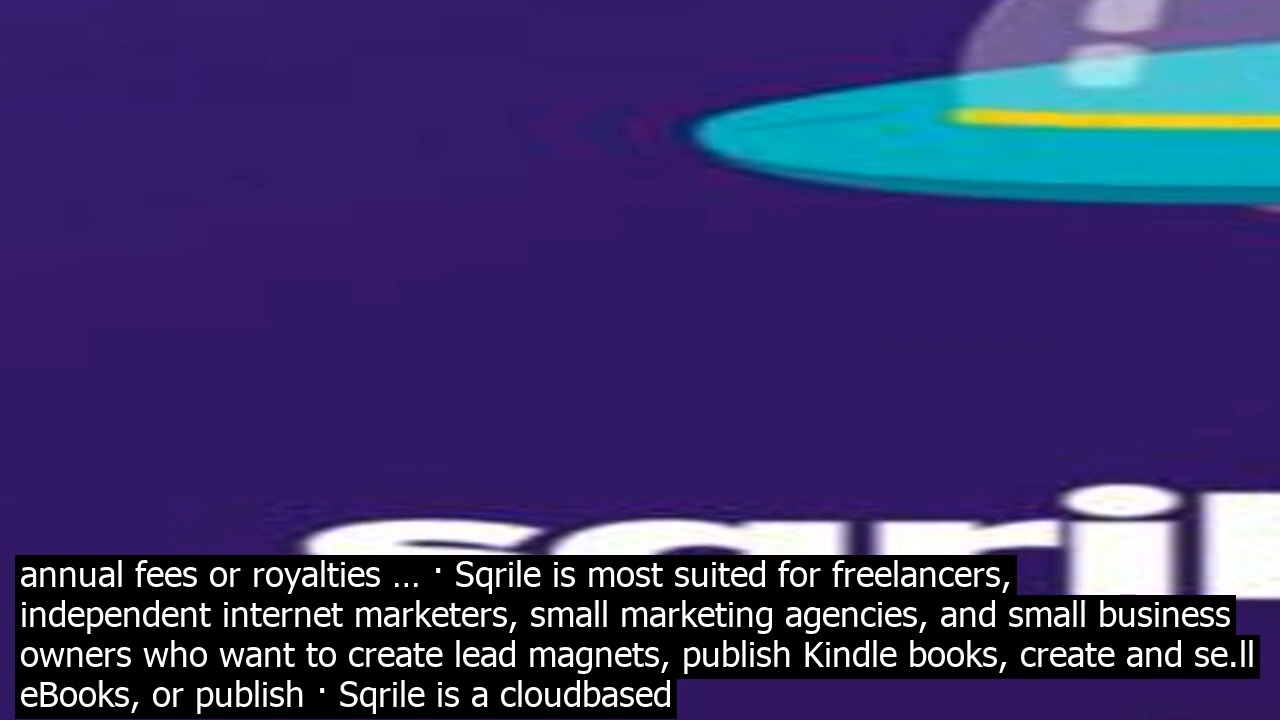 sqril
annual fees or royalties ... · Sqrile is most suited for freelancers,
independent internet marketers, small marketing agencies, and small business
owners who want to create lead magnets, publish Kindle books, create and se.ll
eBooks, or publish · Sqrile is a cloudbased